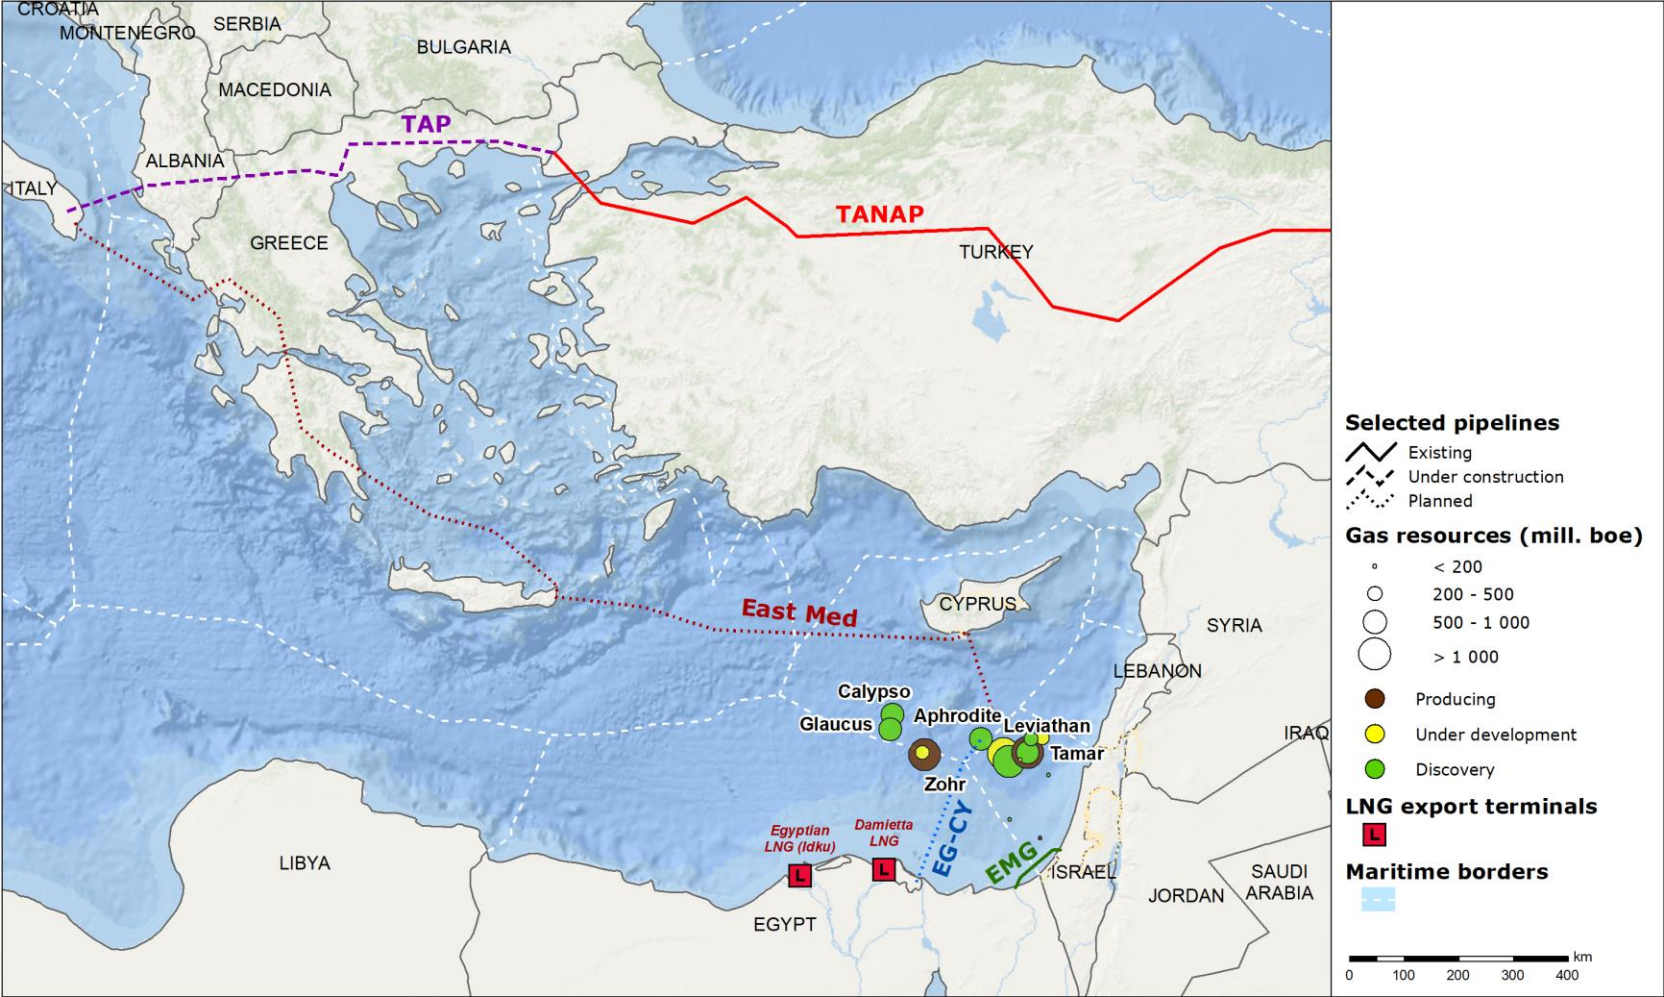 CROATIA
MONTENEGRO
SERBIA
BULGARIA
MACEDONIA
TAP
ALBANIA
ITALY
GREECE
TANAP
TURKEY
East Med
CYPRUS
SYRIA
LEBANON
IRAQ
Calypso
Glaucus
Aphrodite
Leviathan
Tamar
Zohr
EG-CY
EMG
Egyptian
LNG (Idku)
Damietta
LNG
L
L
LIBYA
EGYPT
ISRAEL
JORDAN
SAUDI
ARABIA
Selected pipelines
Existing
Under construction
Planned
Gas resources (mill. boe)
< 200
200 - 500
500 - 1 000
> 1 000
Producing
Under development
Discovery
LNG export terminals
L
Maritime borders
km
0 100 200 300 400